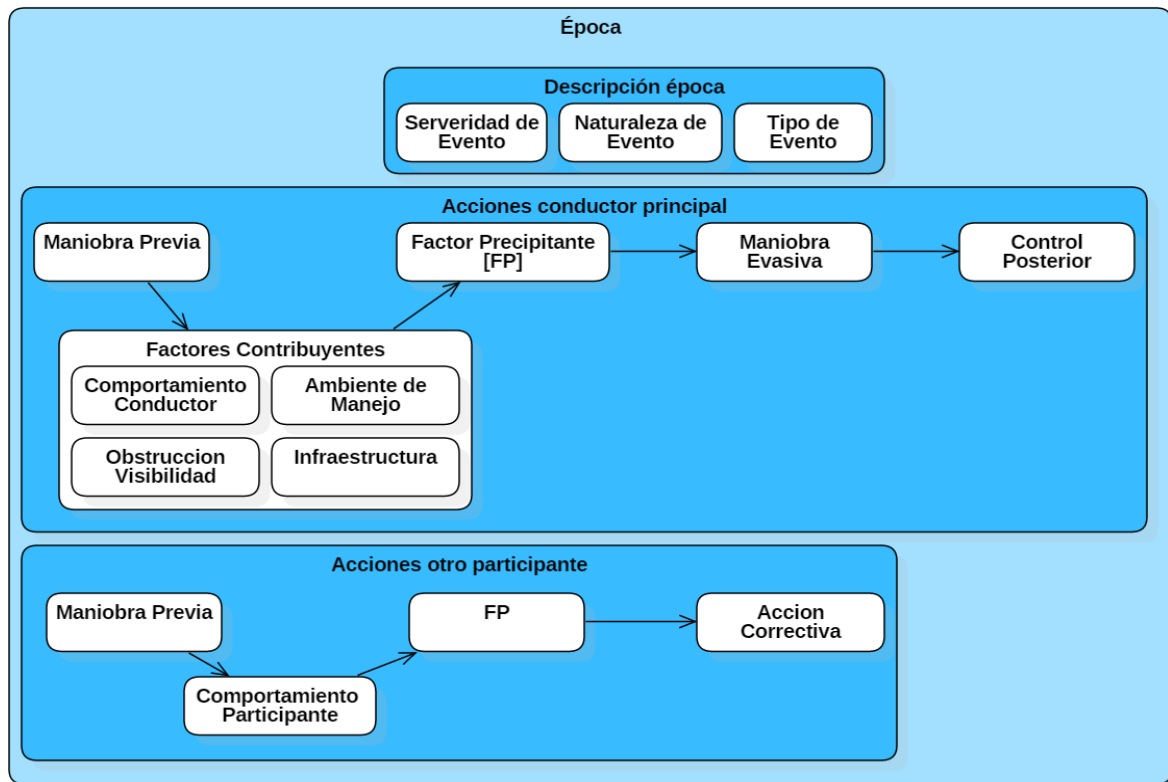 Época
Descripción época
Serveridad de
Evento
Naturaleza de
Evento
Tipo de
Evento
Acciones conductor principal
Maniobra Previa
Factor Precipitante
[FP]
Maniobra
Evasiva
Control
Posterior
Factores Contribuyentes
Comportamiento
Conductor
Ambiente de
Manejo
Obstruccion
Visibilidad
Infraestructura
Acciones otro participante
Maniobra Previa
FP
Accion
Correctiva
Comportamiento
Participante